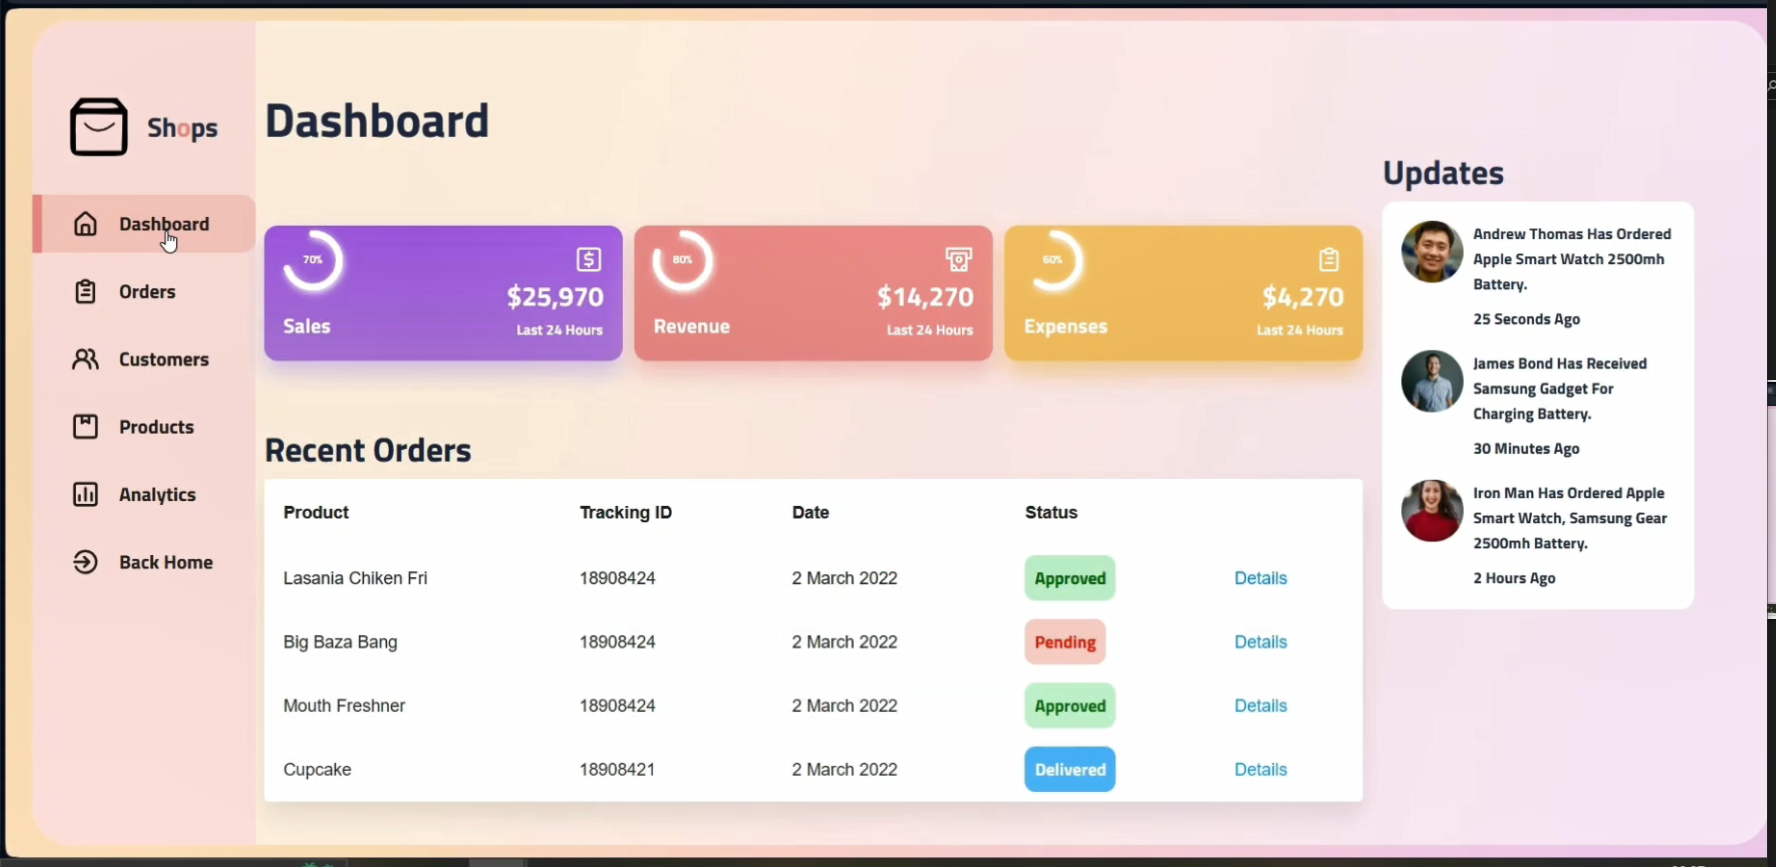 Shops
Dashboard
Orders
Customers
Products
Analytics
Back Home
Dashboard
70%
$25,970
Sales
Last 24 Hours
80%
$14,270
Revenue
Last 24 Hours
60%
$4,270
Expenses
Last 24 Hours
Recent Orders
Product Tracking ID Date Status
Lasania Chiken Fri 18908424 2 March 2022 Approved Details
Big Baza Bang 18908424 2 March 2022 Pending Details
Mouth Freshner 18908424 2 March 2022 Approved Details
Cupcake 18908421 2 March 2022 Delivered Details
Updates
Andrew Thomas Has Ordered
Apple Smart Watch 2500mh
Battery.
25 Seconds Ago
James Bond Has Received
Samsung Gadget For
Charging Battery.
30 Minutes Ago
Iron Man Has Ordered Apple
Smart Watch, Samsung Gear
2500mh Battery.
2 Hours Ago